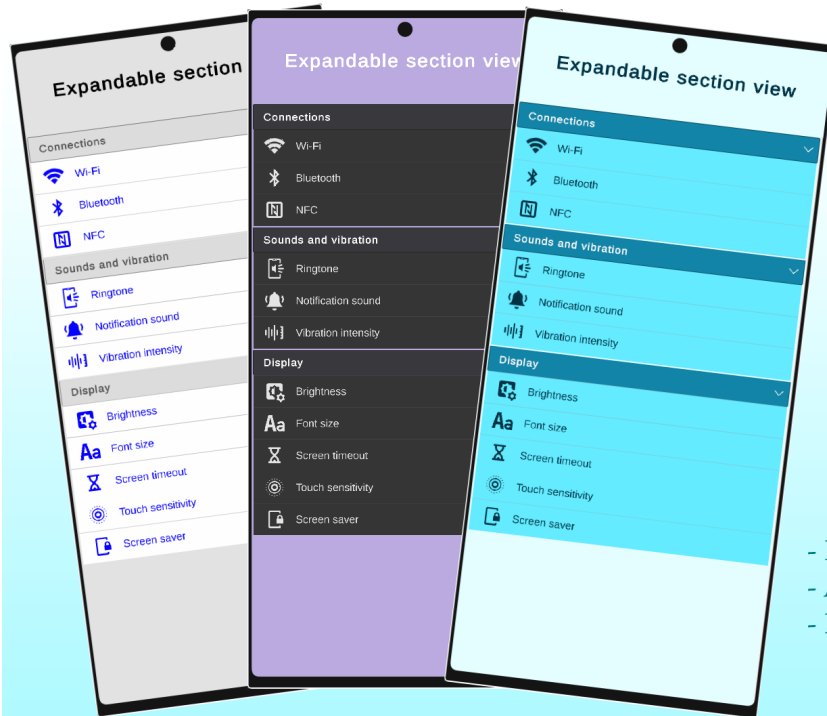 Expandable section
Connections
Wi-Fi
Bluetooth
NFC
Sounds and vibration
Ringtone
Notification sound
Vibration intensity
Display
Brightness
Aa Font size
Screen timeout
Touch sensitivity
Screen saver
Expandable section view
Connections
Wi-Fi
Bluetooth
NFC
Sounds and vibration
Ringtone
Notification sound
Vibration intensity
Display
Brightness
Aa Font size
Screen timeout
Touch sensitivity
Screen saver
Expandable section view
Connections
Wi-Fi
Bluetooth
NFC
Sounds and vibration
Ringtone
Notification sound
Vibration intensity
Display
Brightness
Aa Font size
Screen timeout
Touch sensitivity
Screen saver